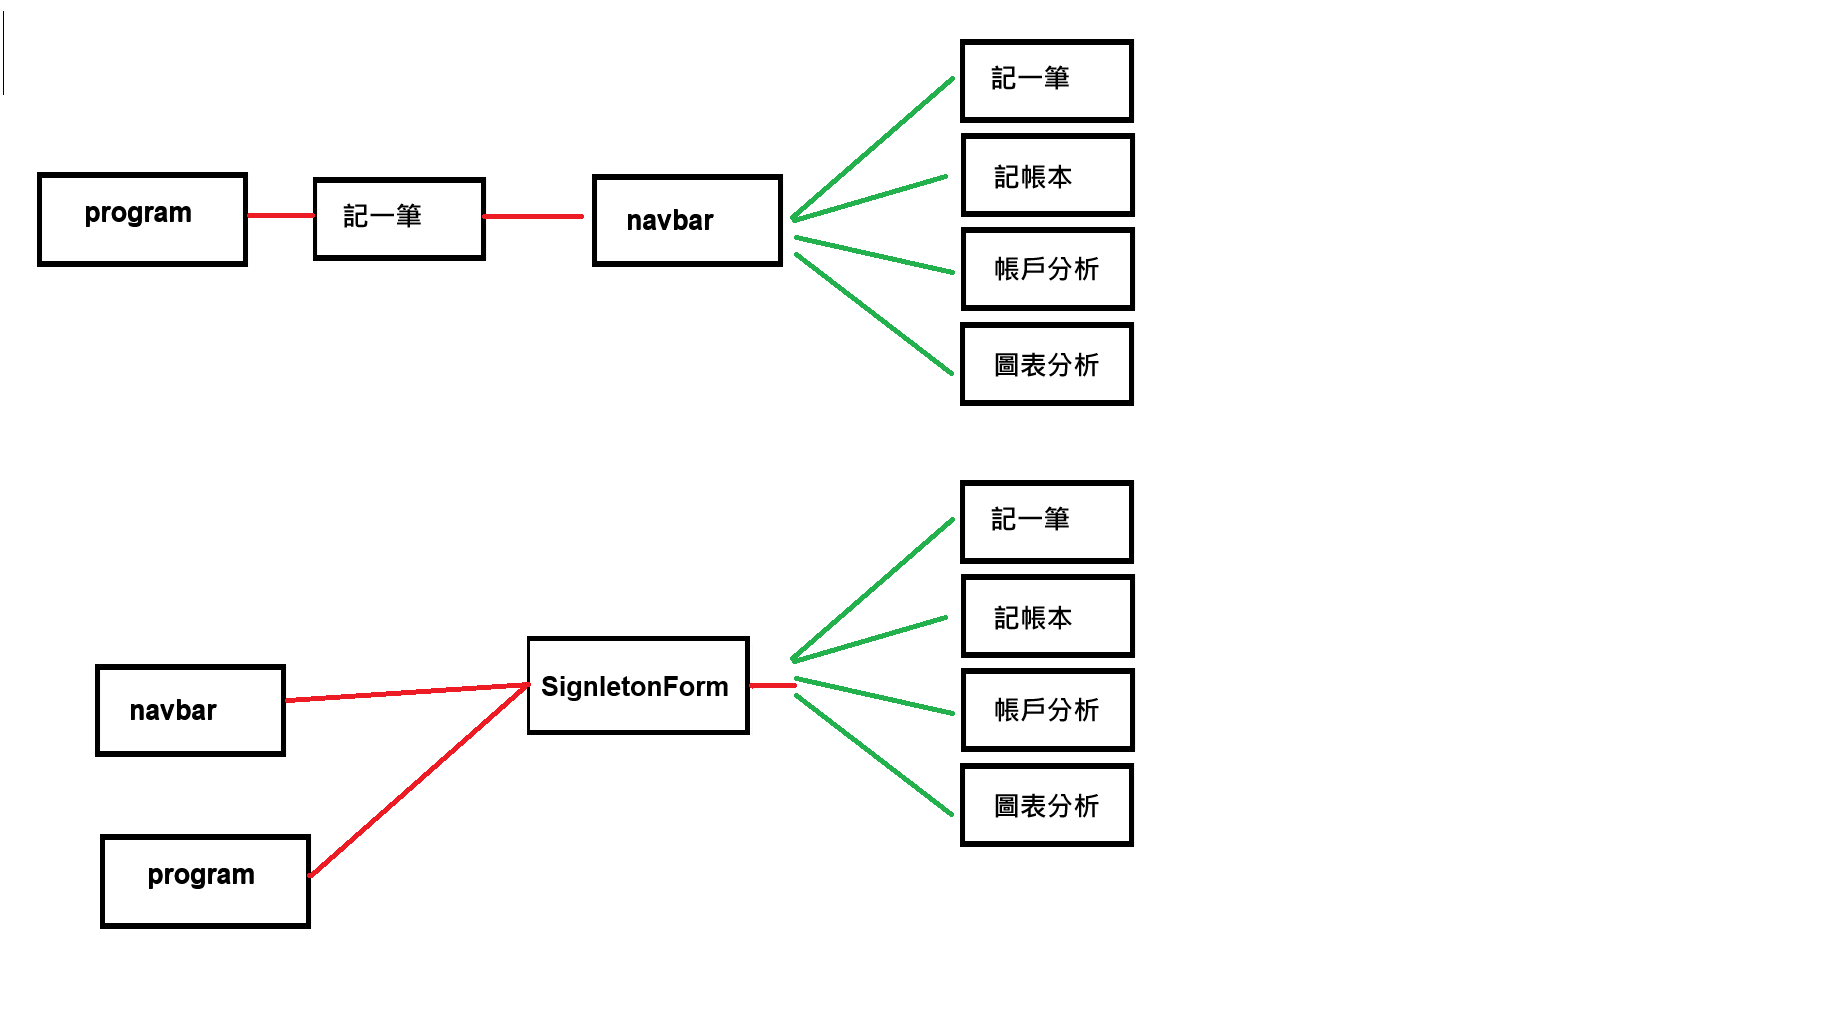 記一筆
記帳本
program
記一筆
navbar
帳戶分析
圖表分析
記一筆
記帳本
navbar
SignletonForm
帳戶分析
圖表分析
program